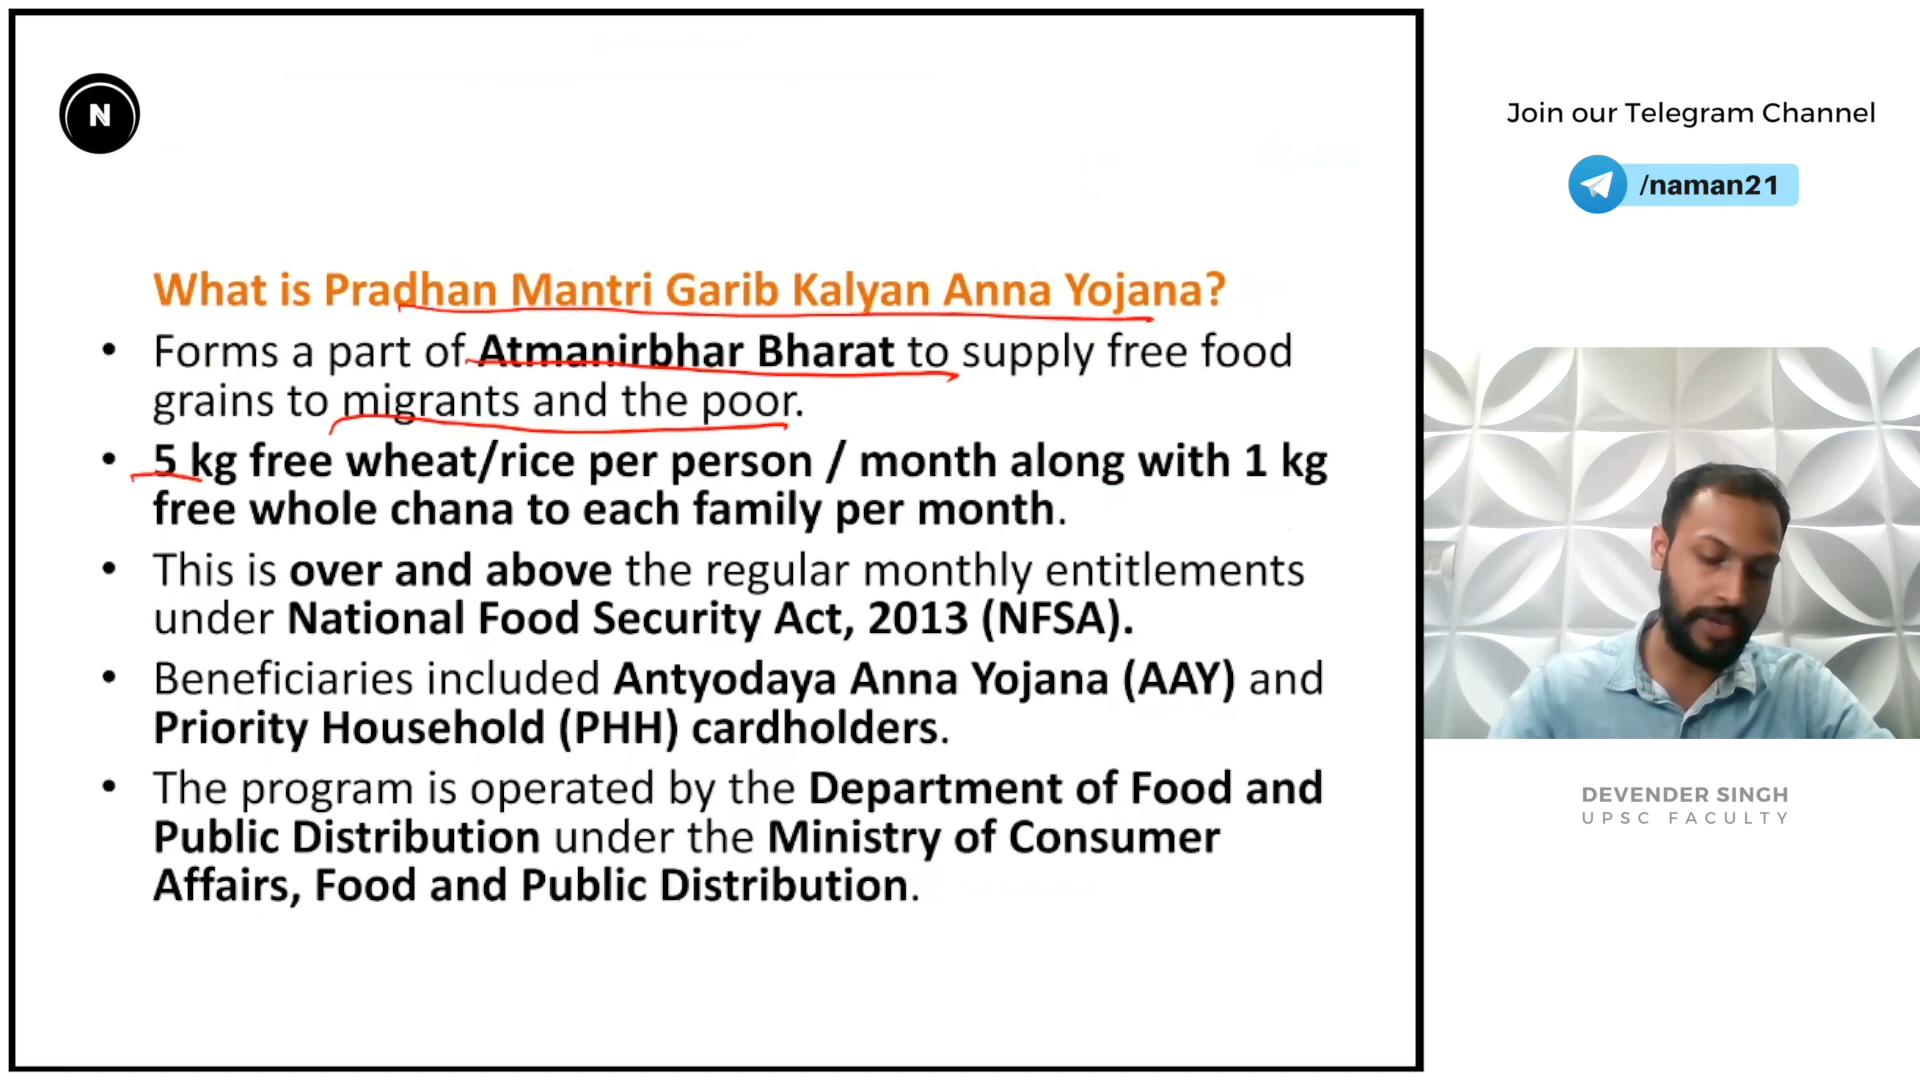 N
What is Pradhan Mantri Garib Kalyan Anna Yojana?
• Forms a part of Atmanirbhar Bharat to supply free food
grains to migrants and the poor.
• 5 kg free wheat/rice per person / month along with 1 kg
free whole chana to each family per month.
• This is over and above the regular monthly entitlements
under National Food Security Act, 2013 (NFSA).
• Beneficiaries included Antyodaya Anna Yojana (AAY) and
Priority Household (PHH) cardholders.
• The program is operated by the Department of Food and
Public Distribution under the Ministry of Consumer
Affairs, Food and Public Distribution.
Join our Telegram Channel
/naman21
DEVENDER SINGH
UPSC FACULTY